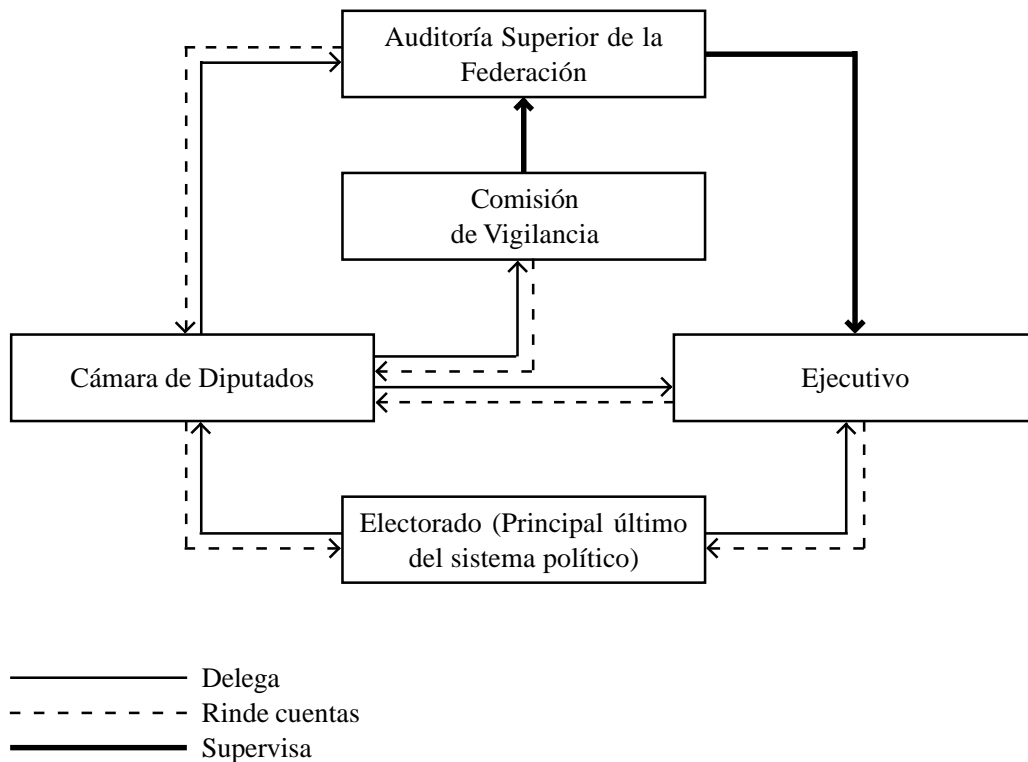 Auditoría Superior de la
Federación
Comisión
de Vigilancia
Cámara de Diputados
Ejecutivo
Electorado (Principal último
del sistema político)
Delega
Rinde cuentas
Supervisa